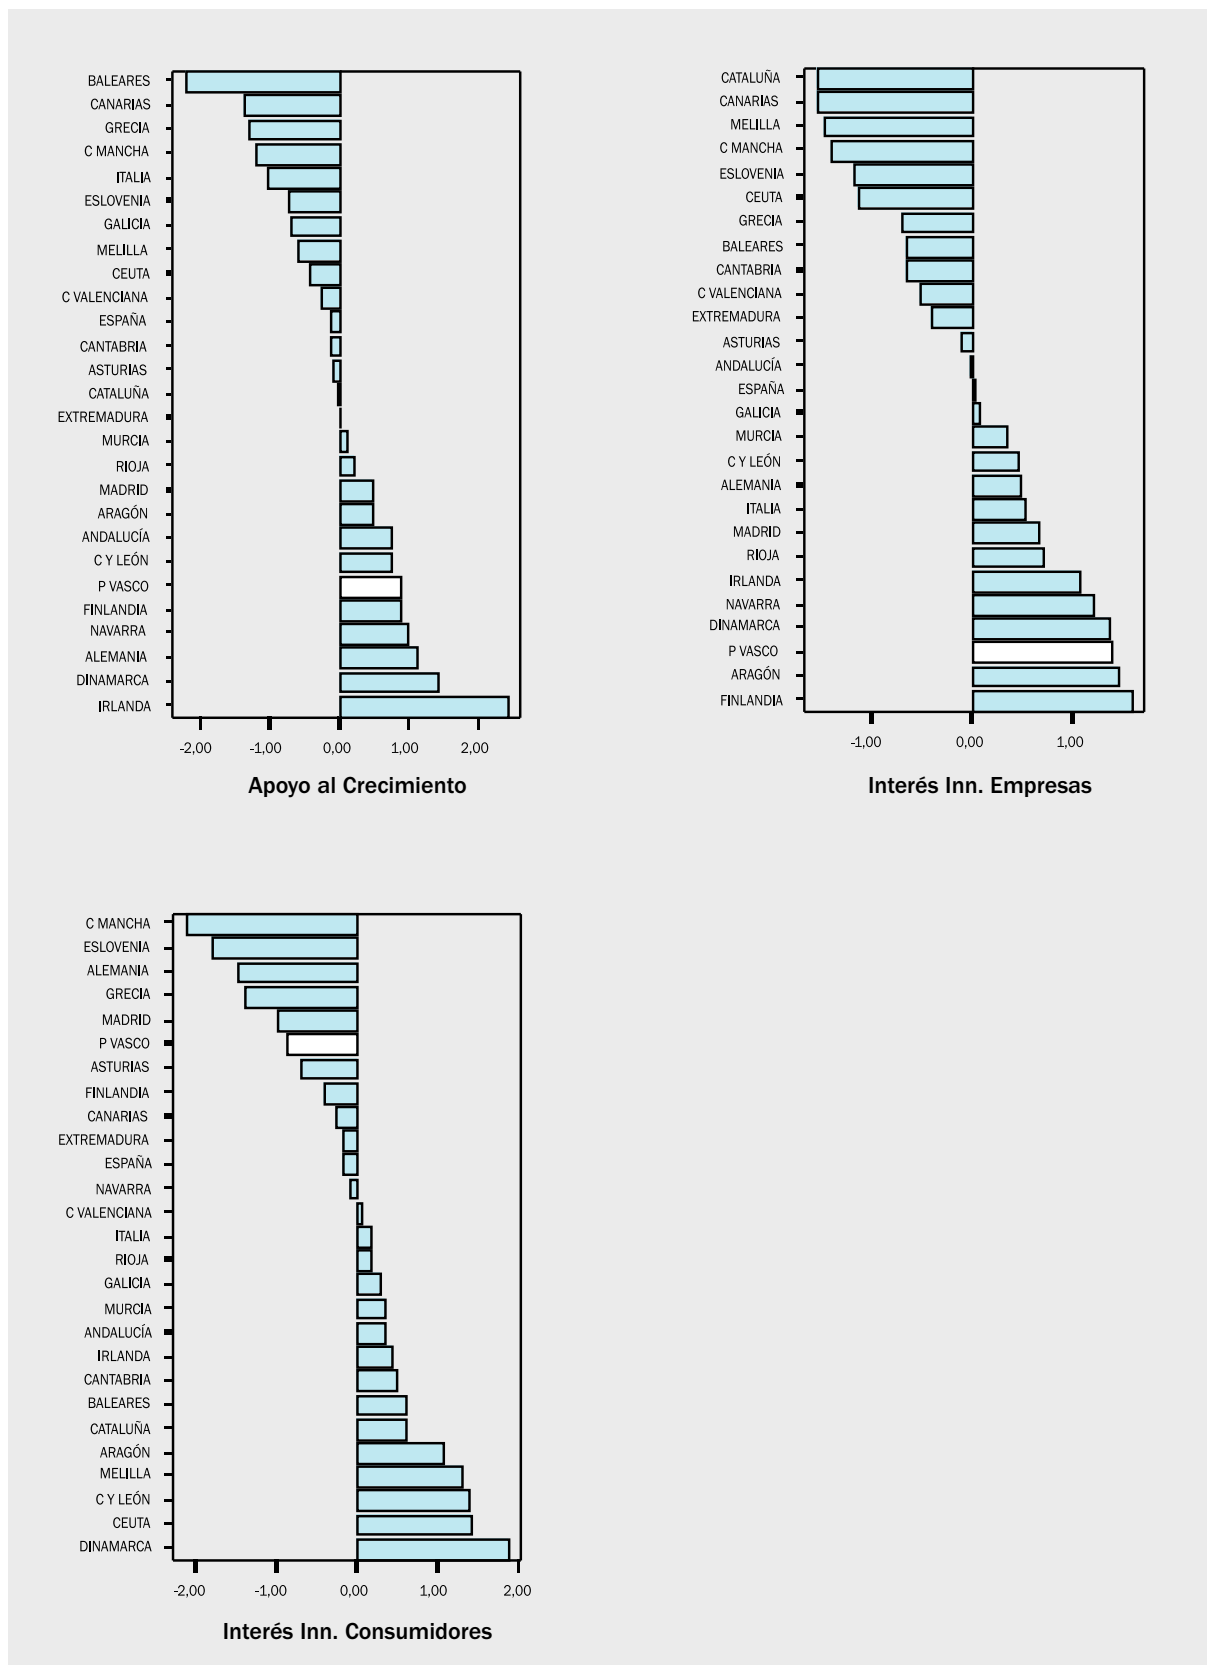 BALEARES
CANARIAS
GRECIA
C MANCHA
ITALIA
ESLOVENIA
GALICIA
MELILLA
CEUTA
C VALENCIANA
ESPAÑA
CANTABRIA
ASTURIAS
CATALUÑA
EXTREMADURA
MURCIA
RIOJA
MADRID
ARAGÓN
ANDALUCÍA
C Y LEÓN
P VASCO
FINLANDIA
NAVARRA
ALEMANIA
DINAMARCA
IRLANDA
-2,00 -1,00 0,00 1,00 2,00
Apoyo al Crecimiento
CATALUÑA
CANARIAS
MELILLA
C MANCHA
ESLOVENIA
CEUTA
GRECIA
BALEARES
CANTABRIA
C VALENCIANA
EXTREMADURA
ASTURIAS
ANDALUCÍA
ESPAÑA
GALICIA
MURCIA
C Y LEÓN
ALEMANIA
ITALIA
MADRID
RIOJA
IRLANDA
NAVARRA
DINAMARCA
P VASCO
ARAGÓN
FINLANDIA
-1,00 0,00 1,00
Interés Inn. Empresas
C MANCHA
ESLOVENIA
ALEMANIA
GRECIA
MADRID
P VASCO
ASTURIAS
FINLANDIA
CANARIAS
EXTREMADURA
ESPAÑA
NAVARRA
C VALENCIANA
ITALIA
RIOJA
GALICIA
MURCIA
ANDALUCÍA
IRLANDA
CANTABRIA
BALEARES
CATALUÑA
ARAGÓN
MELILLA
C Y LEÓN
CEUTA
DINAMARCA
-2,00 -1,00 0,00 1,00 2,00
Interés Inn. Consumidores